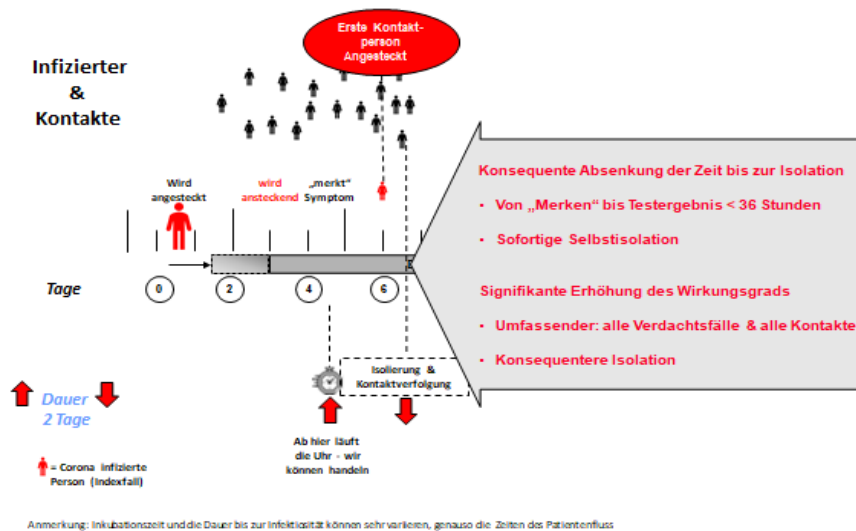 Erste Kontakt-
person
Angesteckt
Infizierter
&
Kontakte
Wird
angesteckt
wird
ansteckend
„merkt“
Symptom
Konsequente Absenkung der Zeit bis zur Isolation
• Von „Merken“ bis Testergebnis < 36 Stunden
• Sofortige Selbstisolation
Signifikante Erhöhung des Wirkungsgrads
• Umfassender: alle Verdachtsfälle & alle Kontakte
• Konsequentere Isolation
Tage
0
2
4
6
Isolierung &
Kontaktverfolgung
Dauer
2 Tage
Ab hier läuft
die Uhr - wir
können handeln
= Corona infizierte
Person (Indexfall)
Anmerkung: Inkubationszeit und die Dauer bis zur Infektiosität können sehr variieren, genauso die Zeiten des Patientenfluss